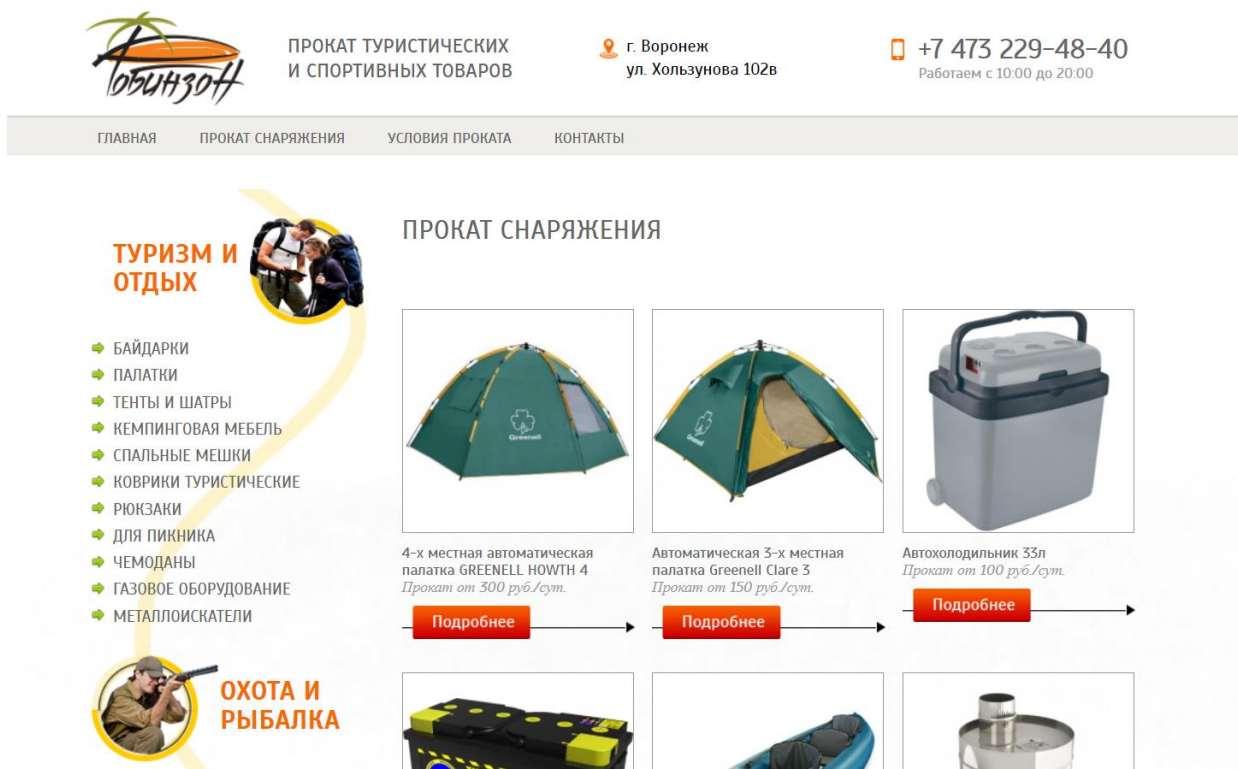 Робинзон
ПРОКАТ ТУРИСТИЧЕСКИХ
И СПОРТИВНЫХ ТОВАРОВ
г. Воронеж
ул. Хользунова 102в
+7 473 229-48-40
Работаем с 10:00 до 20:00
ГЛАВНАЯ
ПРОКАТ СНАРЯЖЕНИЯ
УСЛОВИЯ ПРОКАТА
КОНТАКТЫ
ТУРИЗМ И
ОТДЫХ
БАЙДАРКИ
ПАЛАТКИ
ТЕНТЫ И ШАТРЫ
КЕМПИНГОВАЯ МЕБЕЛЬ
СПАЛЬНЫЕ МЕШКИ
КОВРИКИ ТУРИСТИЧЕСКИЕ
РЮКЗАКИ
ДЛЯ ПИКНИКА
ЧЕМОДАНЫ
ГАЗОВОЕ ОБОРУДОВАНИЕ
МЕТАЛЛОИСКАТЕЛИ
ОХОТА И
РЫБАЛКА
ПРОКАТ СНАРЯЖЕНИЯ
Greenell
4-х местная автоматическая
палатка GREENELL HOWTH 4
Прокат от 300 руб./сут.
Подробнее
Greenell
Автоматическая 3-х местная
палатка Greenell Clare 3
Прокат от 150 руб./сут.
Подробнее
Автохолодильник 33л
Прокат от 100 руб./сут.
Подробнее